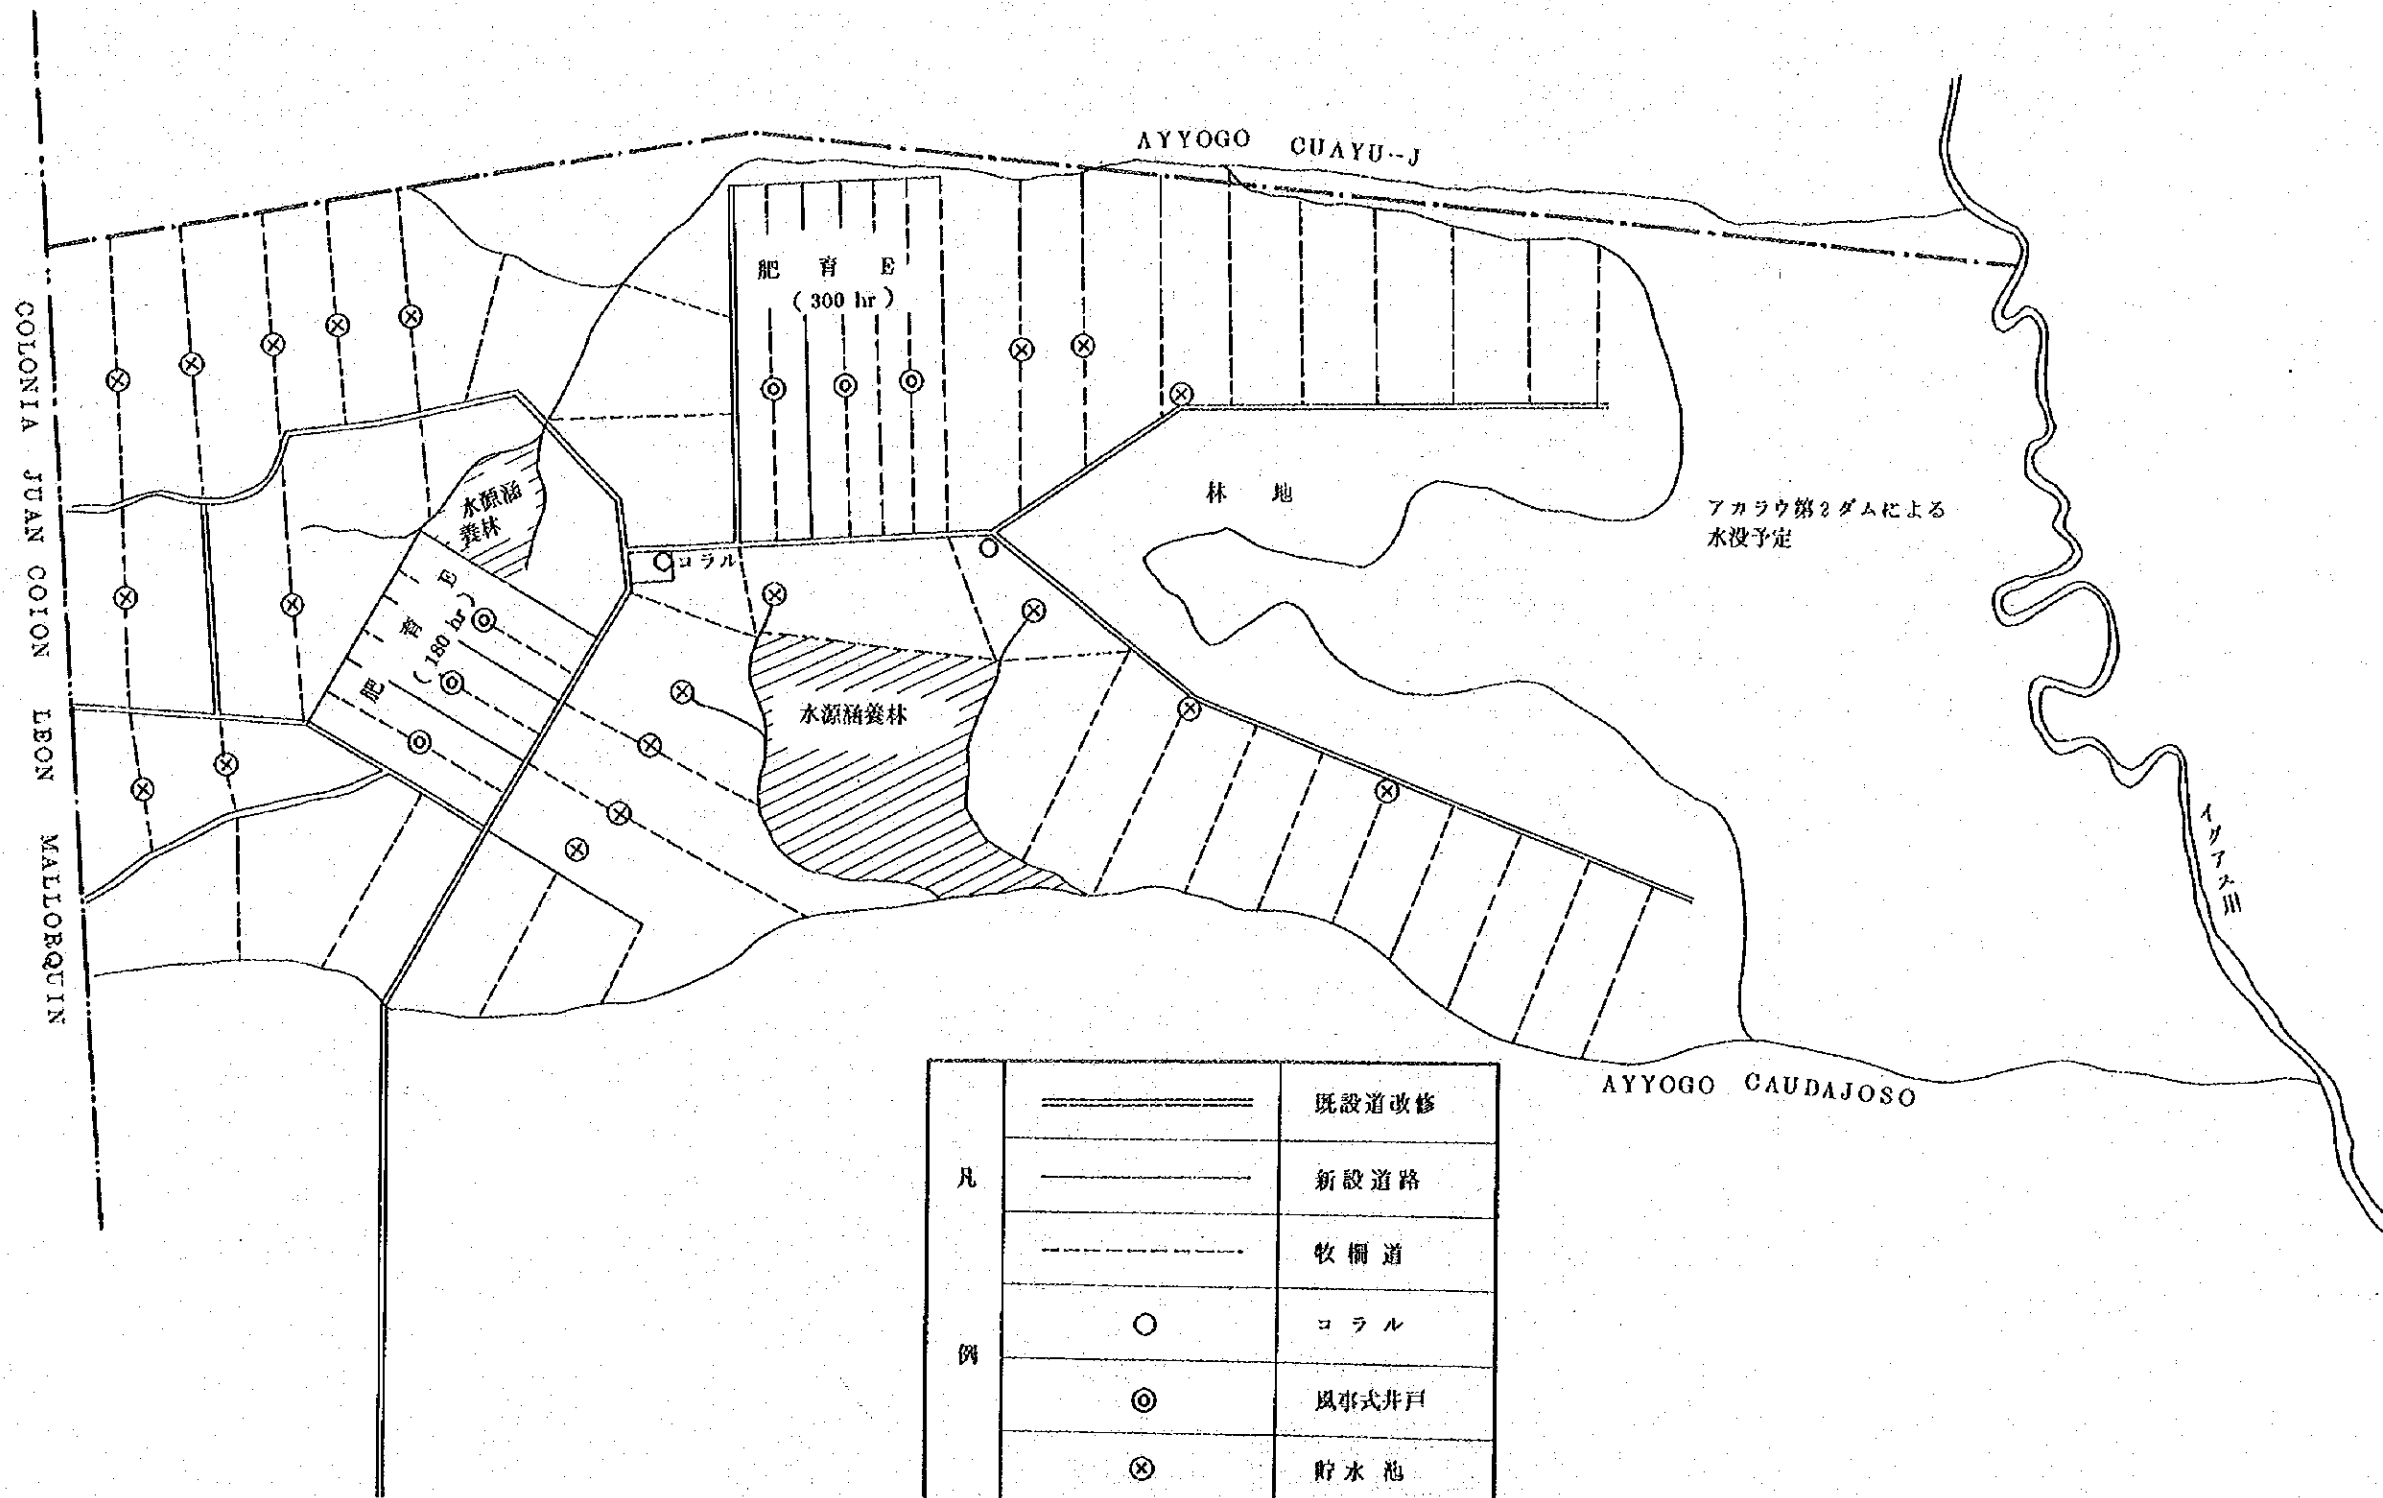 AYYOGO CUAYU--J
肥 育 E
( 300 hr )
COLONIA JUAN COION LEON MALLORQUIN
水源涵
養林
林 地
アカラウ第2ダムによる
水没予定
コラル
肥 育 E
( 180 hr )
水源涵養林
イグアス川
AYYOGO CAUDAJOSO
凡 例
既設道改修
新設道路
牧柵道
コラル
風車式井戸
貯水池